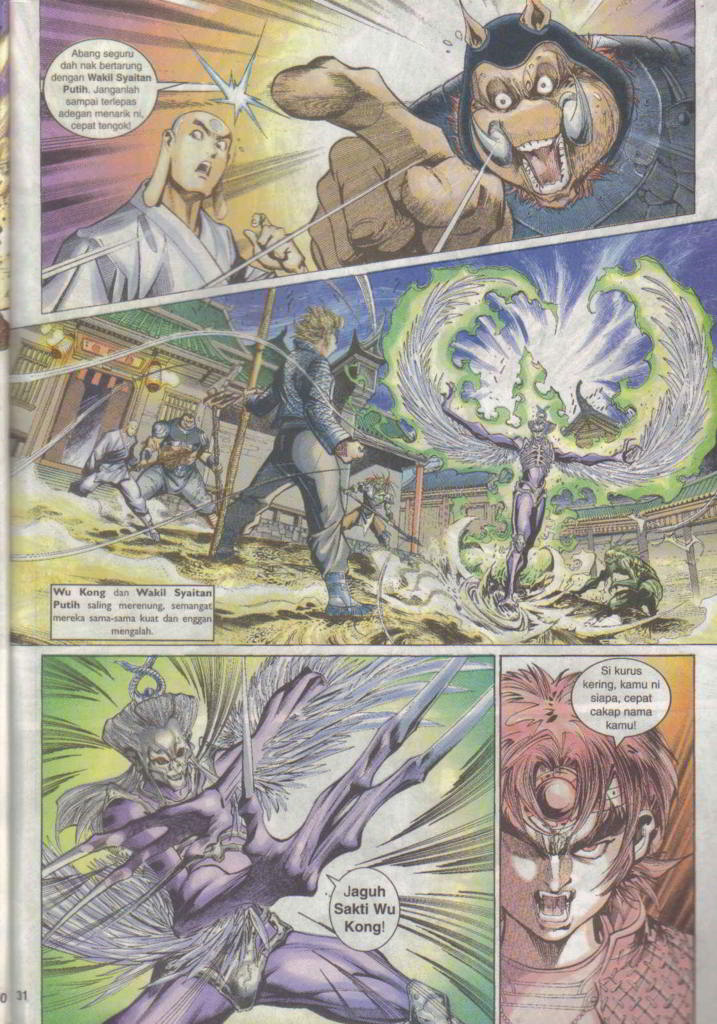 Abang seguru
dah nak bertarung
dengan Wakil Syaitan
Putih. Janganlah
sampai terlepas
adegan menarik ni,
cepat tengok!
Wu Kong dan Wakil Syaitan
Putih saling merenung, semangat
mereka sama-sama kuat dan enggan
mengalah.
Jaguh
Sakti Wu
Kong!
Si kurus
kering, kamu ni
siapa, cepat
cakap nama
kamu!
31